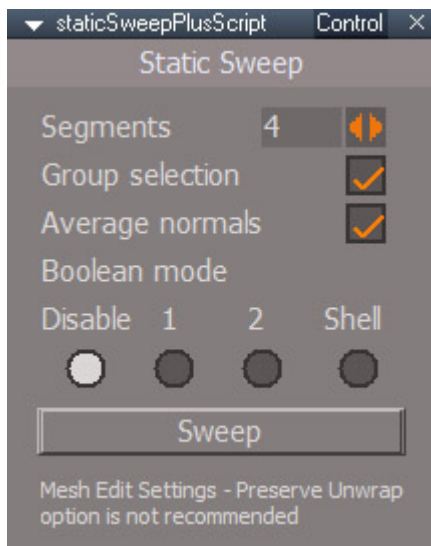 staticSweepPlusScript Control
Static Sweep
Segments 4
Group selection
Average normals
Boolean mode
Disable 1 2 Shell
Sweep
Mesh Edit Settings - Preserve Unwrap
option is not recommended